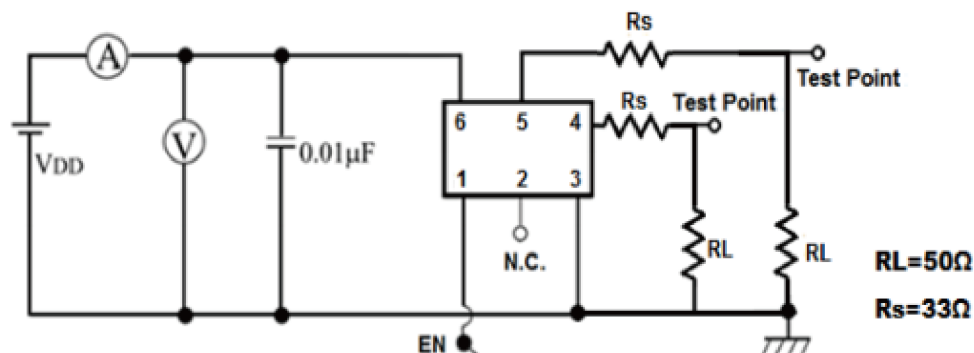 Rs
A
Test Point
Rs
Test Point
6 5 4
V
0.01μF
VDD
1 2 3
RL
RL
N.C.
RL=50Ω
Rs=33Ω
EN